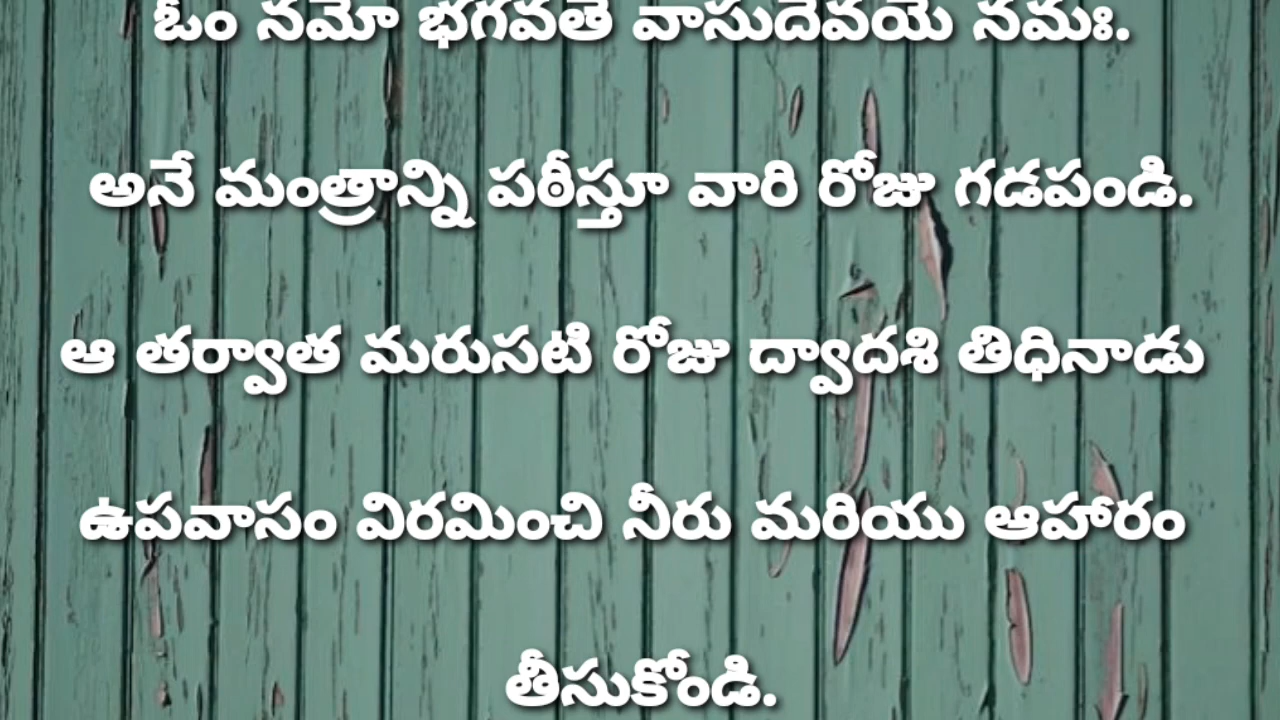 ఓం నమో భగవతే వాసుదేవయే నమః.
అనే మంత్రాన్ని పఠిస్తూ వారి రోజు గడపండి.
ఆ తర్వాత మరుసటి రోజు ద్వాదశి తిధినాడు
ఉపవాసం విరమించి నీరు మరియు ఆహారం
తీసుకోండి.